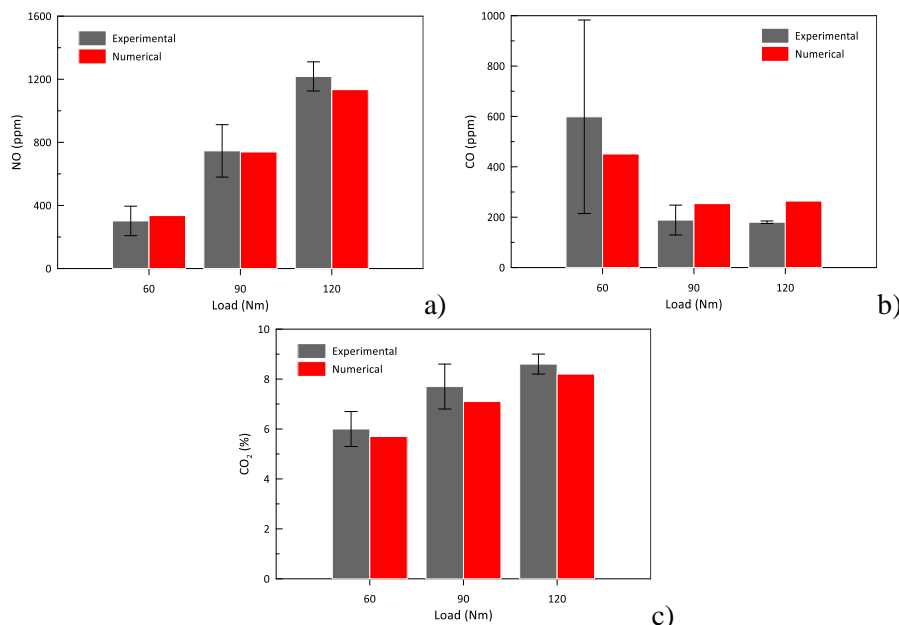 1600
1200
800
400
0
NO (ppm)
Experimental
Numerical
60
90
120
Load (Nm)
a)
1000
800
600
400
200
0
CO (ppm)
Experimental
Numerical
60
90
120
Load (Nm)
b)
10
8
6
4
2
0
CO₂ (%)
Experimental
Numerical
60
90
120
Load (Nm)
c)